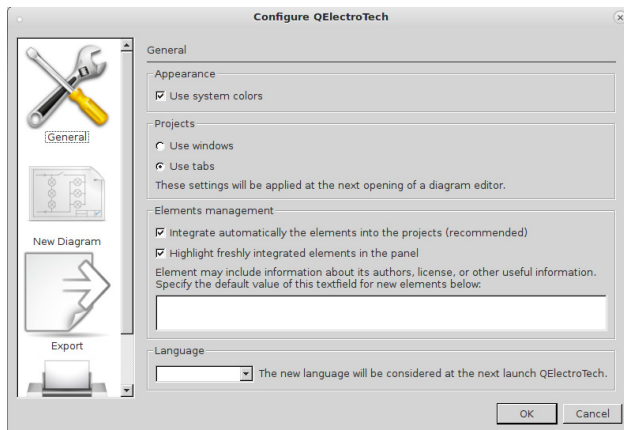 Configure QElectroTech
General
General
New Diagram
Export
Appearance
Use system colors
Projects
Use windows
Use tabs
These settings will be applied at the next opening of a diagram editor.
Elements management
Integrate automatically the elements into the projects (recommended)
Highlight freshly integrated elements in the panel
Element may include information about its authors, license, or other useful information.
Specify the default value of this textfield for new elements below:
Language
The new language will be considered at the next launch QElectroTech.
OK
Cancel